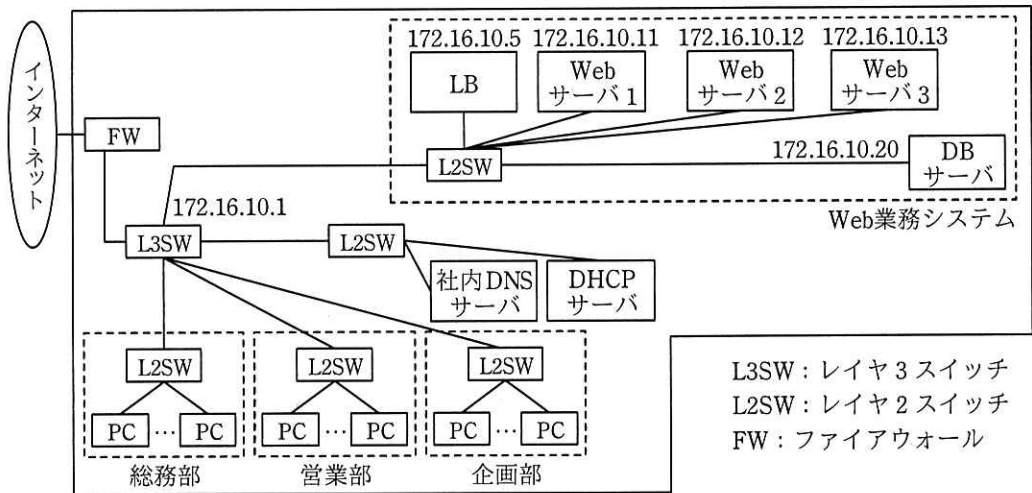 インターネット
172.16.10.5 172.16.10.11 172.16.10.12 172.16.10.13
LB
Web
サーバ1
Web
サーバ2
Web
サーバ3
FW
L2SW
172.16.10.20
DB
サーバ
172.16.10.1
Web業務システム
L3SW
L2SW
社内DNS
サーバ
DHCP
サーバ
L2SW
L2SW
L2SW
PC … PC
PC … PC
PC … PC
総務部
営業部
企画部
L3SW：レイヤ3スイッチ
L2SW：レイヤ2スイッチ
FW：ファイアウォール